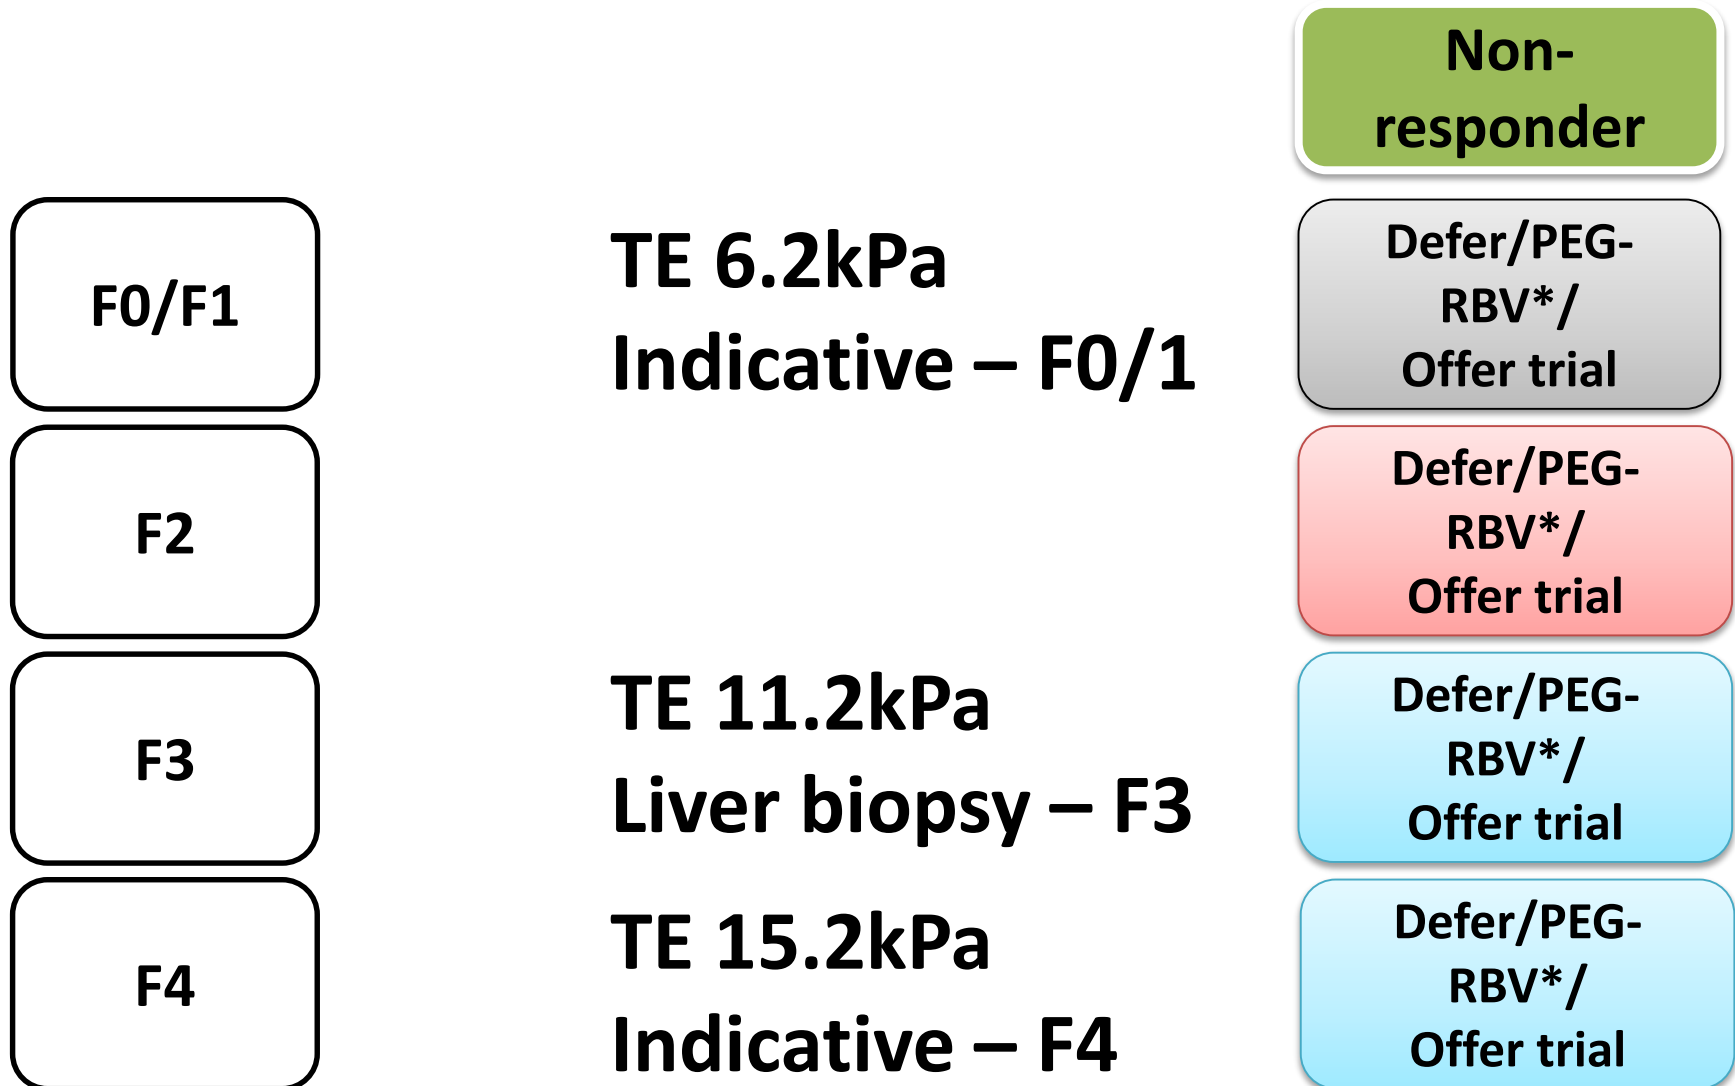 Non-
responder
F0/F1
TE 6.2kPa
Indicative – F0/1
Defer/PEG-
RBV*/
Offer trial
F2
Defer/PEG-
RBV*/
Offer trial
F3
TE 11.2kPa
Liver biopsy – F3
Defer/PEG-
RBV*/
Offer trial
F4
TE 15.2kPa
Indicative – F4
Defer/PEG-
RBV*/
Offer trial